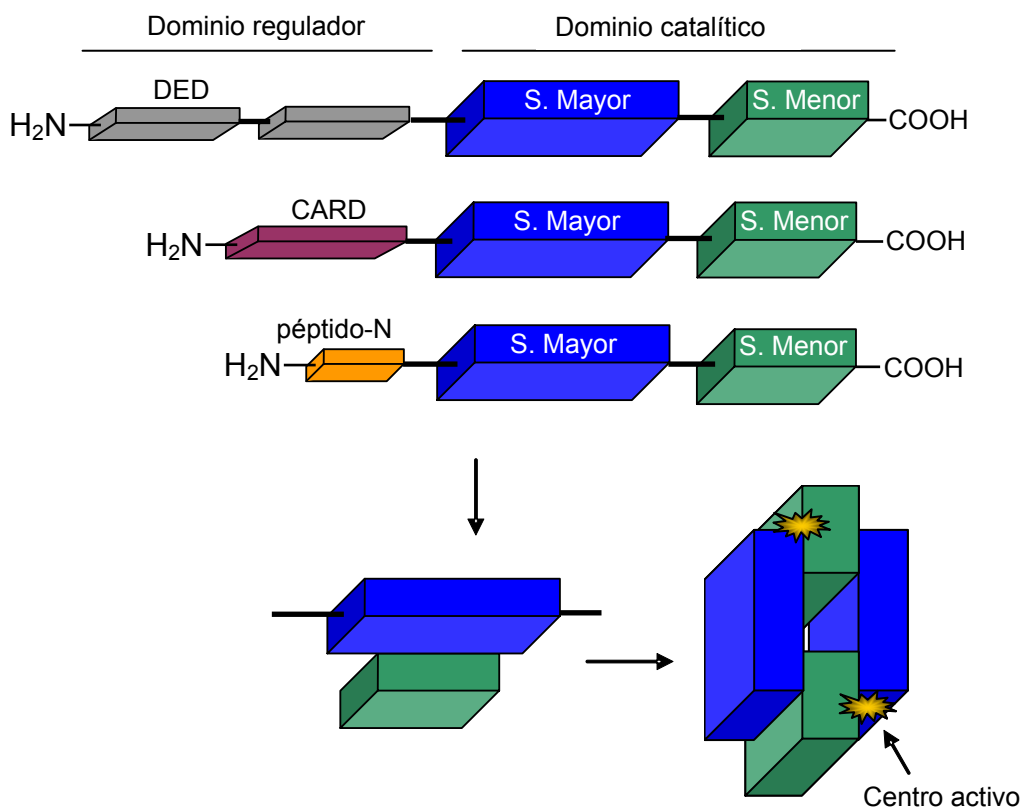 Dominio regulador Dominio catalítico
DED
H₂N S. Mayor S. Menor COOH
CARD
H₂N S. Mayor S. Menor COOH
péptido-N
H₂N S. Mayor S. Menor COOH
Centro activo